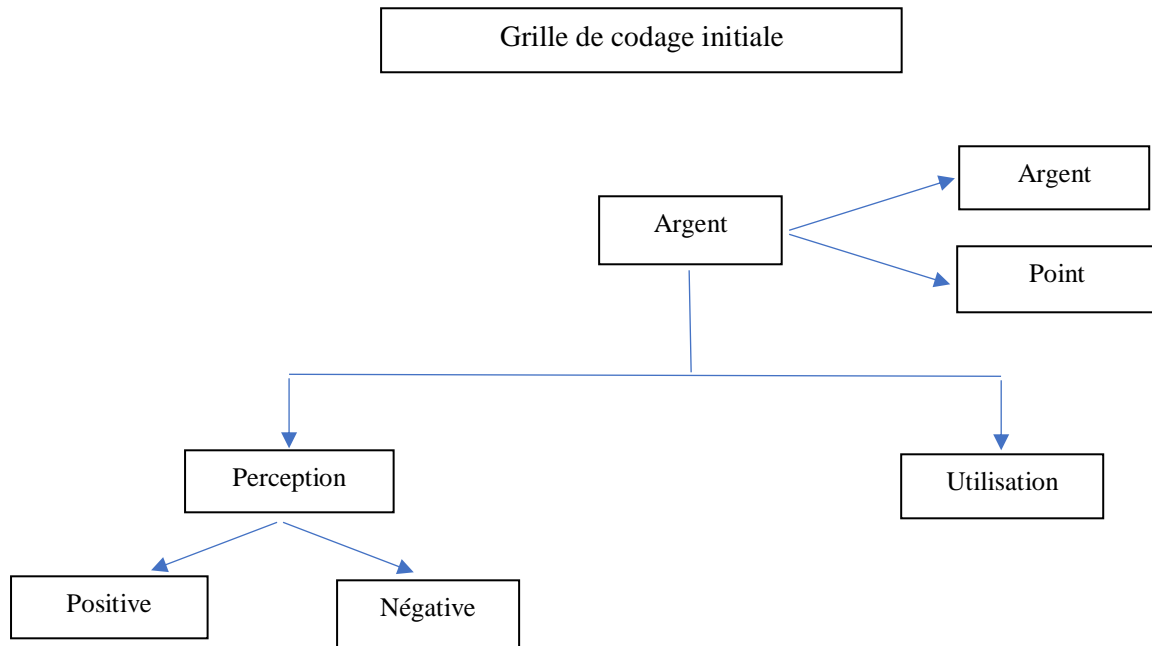 Grille de codage initiale
Argent
Argent
Point
Perception
Utilisation
Positive
Négative